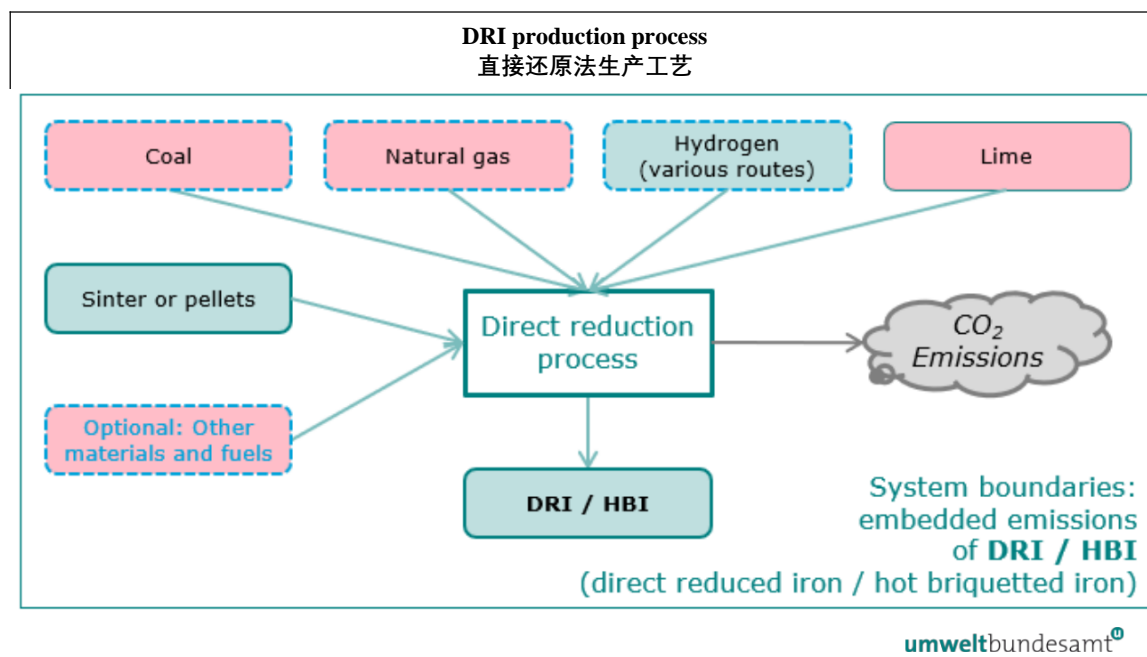 DRI production process
直接还原法生产工艺
Coal
Natural gas
Hydrogen
(various routes)
Lime
Sinter or pellets
Direct reduction
process
CO₂
Emissions
Optional: Other
materials and fuels
DRI / HBI
System boundaries:
embedded emissions
of DRI / HBI
(direct reduced iron / hot briquetted iron)
umweltbundesamt ᵁ